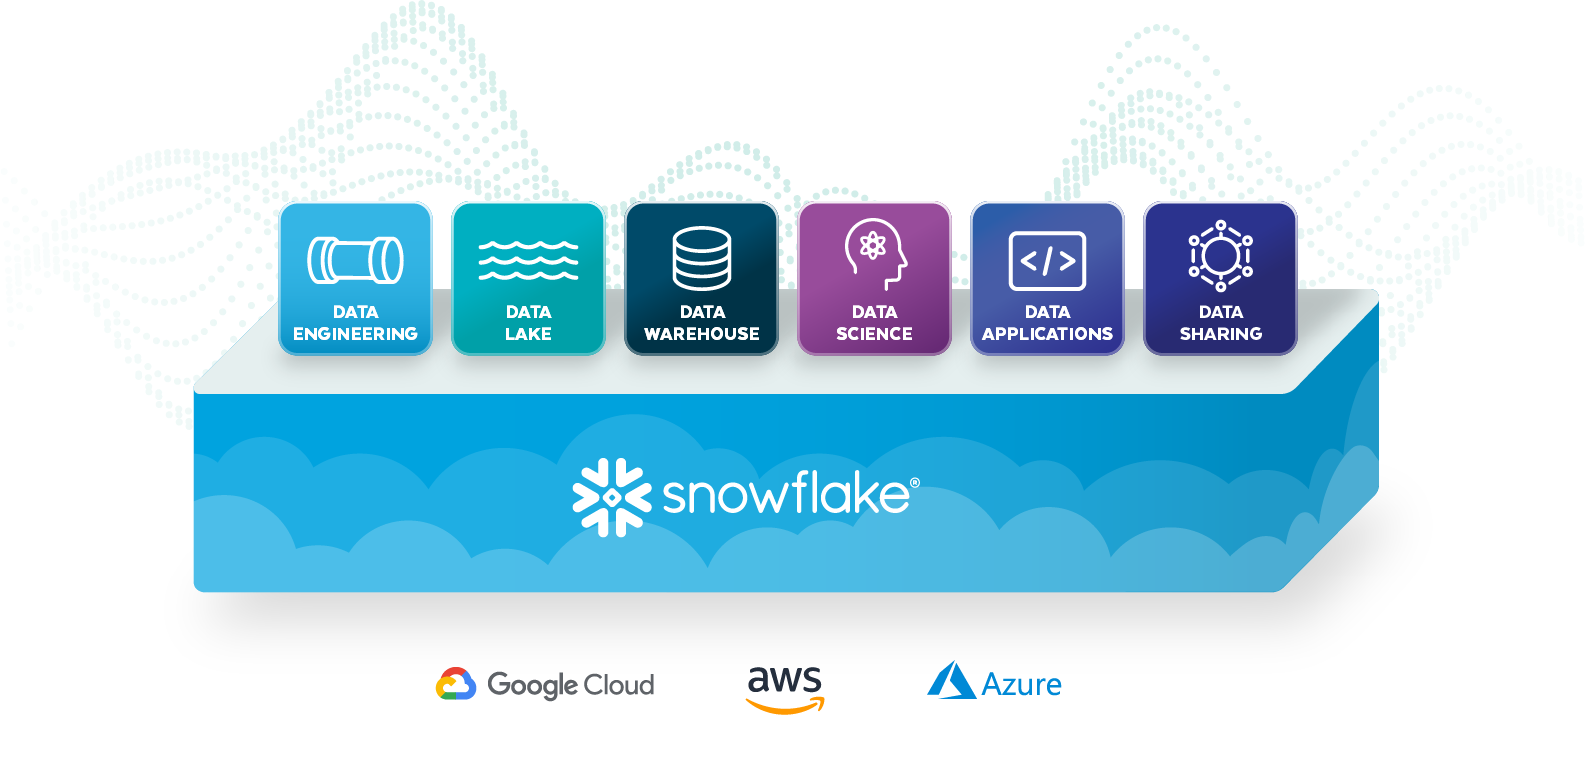 DATA
ENGINEERING
DATA
LAKE
DATA
WAREHOUSE
DATA
SCIENCE
</>
DATA
APPLICATIONS
DATA
SHARING
snowflake®
Google Cloud
aws
Azure